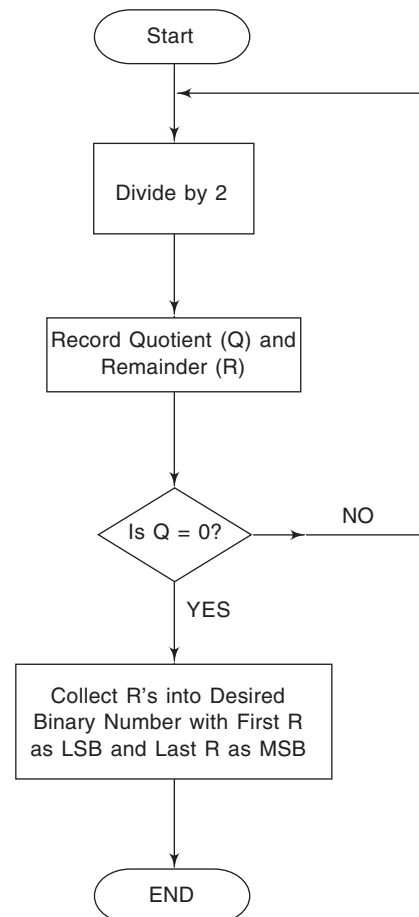 Start
Divide by 2
Record Quotient (Q) and
Remainder (R)
Is Q = 0?
NO
YES
Collect R's into Desired
Binary Number with First R
as LSB and Last R as MSB
END